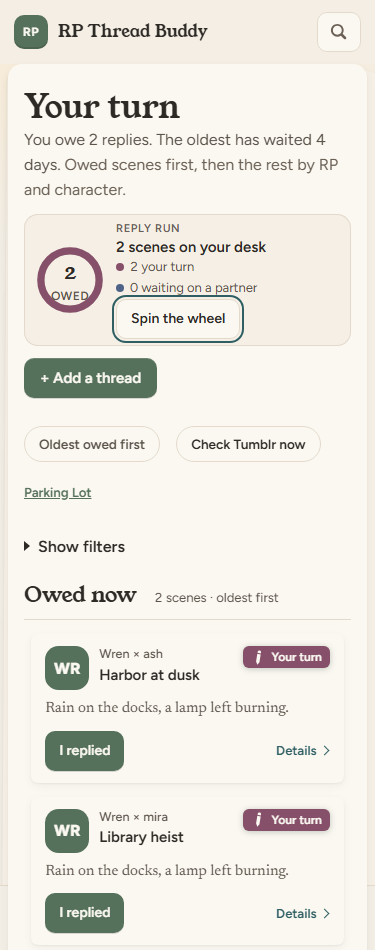 RP RP Thread Buddy
Your turn
You owe 2 replies. The oldest has waited 4
days. Owed scenes first, then the rest by RP
and character.
REPLY RUN
2 scenes on your desk
2 your turn
0 waiting on a partner
2
OWED
Spin the wheel
+ Add a thread
Oldest owed first Check Tumblr now
Parking Lot
Show filters
Owed now 2 scenes · oldest first
WR
Wren × ash
Harbor at dusk
Your turn
Rain on the docks, a lamp left burning.
I replied Details
WR
Wren × mira
Library heist
Your turn
Rain on the docks, a lamp left burning.
I replied Details